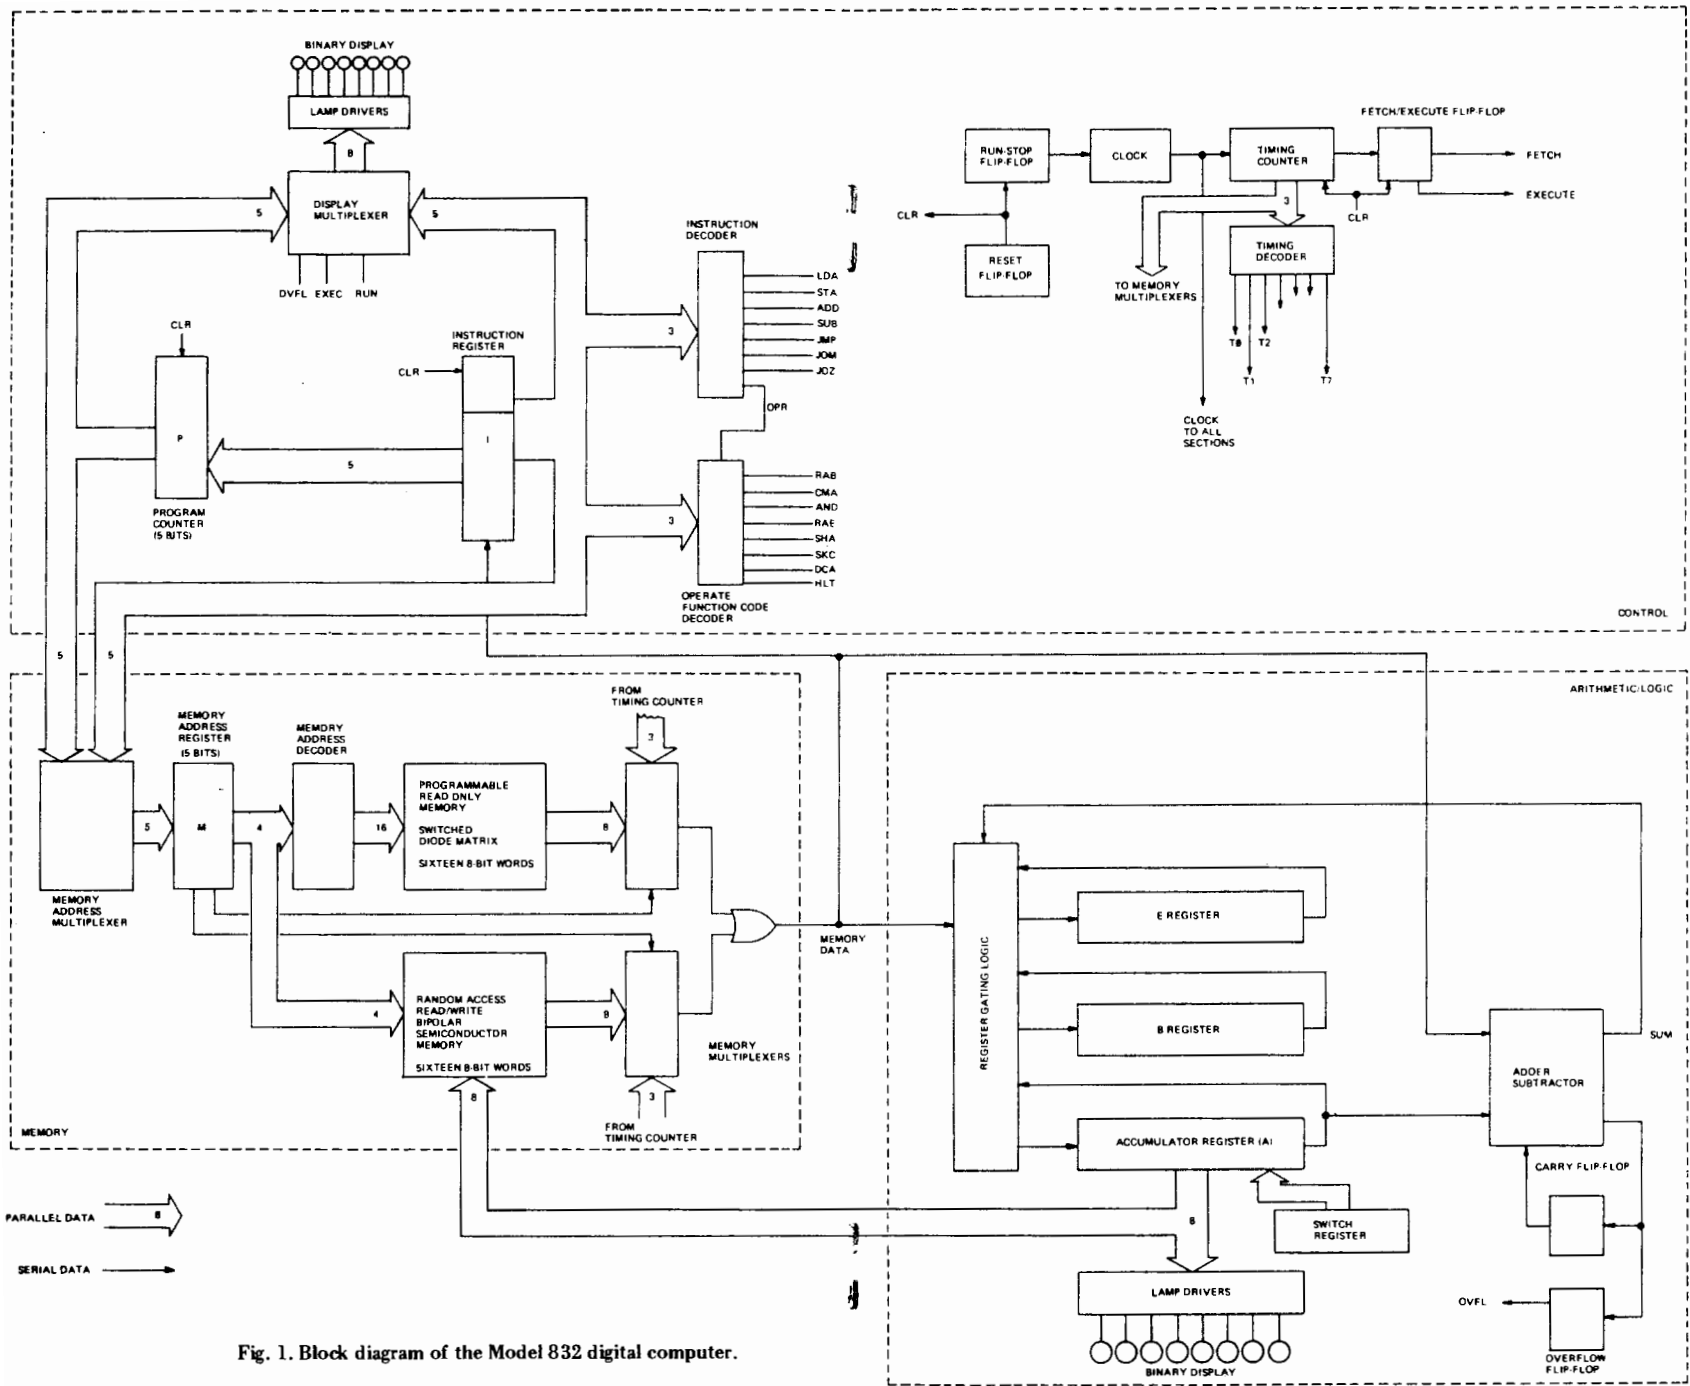 BINARY DISPLAY
LAMP DRIVERS
8
DISPLAY
MULTIPLEXER
5
5
DVFL EXEC RUN
CLR
P
PROGRAM
COUNTER
(5 BITS)
INSTRUCTION
REGISTER
CLR
I
5
INSTRUCTION
DECODER
3
LDA
STA
ADD
SUB
JMP
JOM
JOZ
OPR
3
RAB
CMA
AND
RAE
SHA
SKC
DCA
HLT
OPERATE
FUNCTION CODE
DECODER
RUN-STOP
FLIP-FLOP
CLOCK
TIMING
COUNTER
FETCH/EXECUTE FLIP-FLOP
FETCH
EXECUTE
CLR
CLR
RESET
FLIP-FLOP
3
TO MEMORY
MULTIPLEXERS
TIMING
DECODER
T0
T1
T2
T7
CLOCK
TO ALL
SECTIONS
CONTROL
5
5
MEMORY
ADDRESS
MULTIPLEXER
5
MEMORY
ADDRESS
REGISTER
(5 BITS)
M
4
MEMORY
ADDRESS
DECODER
16
PROGRAMMABLE
READ ONLY
MEMORY
SWITCHED
DIODE MATRIX
SIXTEEN 8-BIT WORDS
8
FROM
TIMING COUNTER
3
4
RANDOM ACCESS
READ/WRITE
BIPOLAR
SEMICONDUCTOR
MEMORY
SIXTEEN 8-BIT WORDS
8
8
MEMORY
MULTIPLEXERS
3
FROM
TIMING COUNTER
MEMORY
MEMORY
DATA
ARITHMETIC/LOGIC
REGISTER GATING LOGIC
E REGISTER
B REGISTER
ACCUMULATOR REGISTER (A)
ADDER
SUBTRACTOR
SUM
CARRY FLIP-FLOP
SWITCH
REGISTER
8
LAMP DRIVERS
BINARY DISPLAY
OVFL
OVERFLOW
FLIP-FLOP
PARALLEL DATA
8
SERIAL DATA
Fig. 1. Block diagram of the Model 832 digital computer.